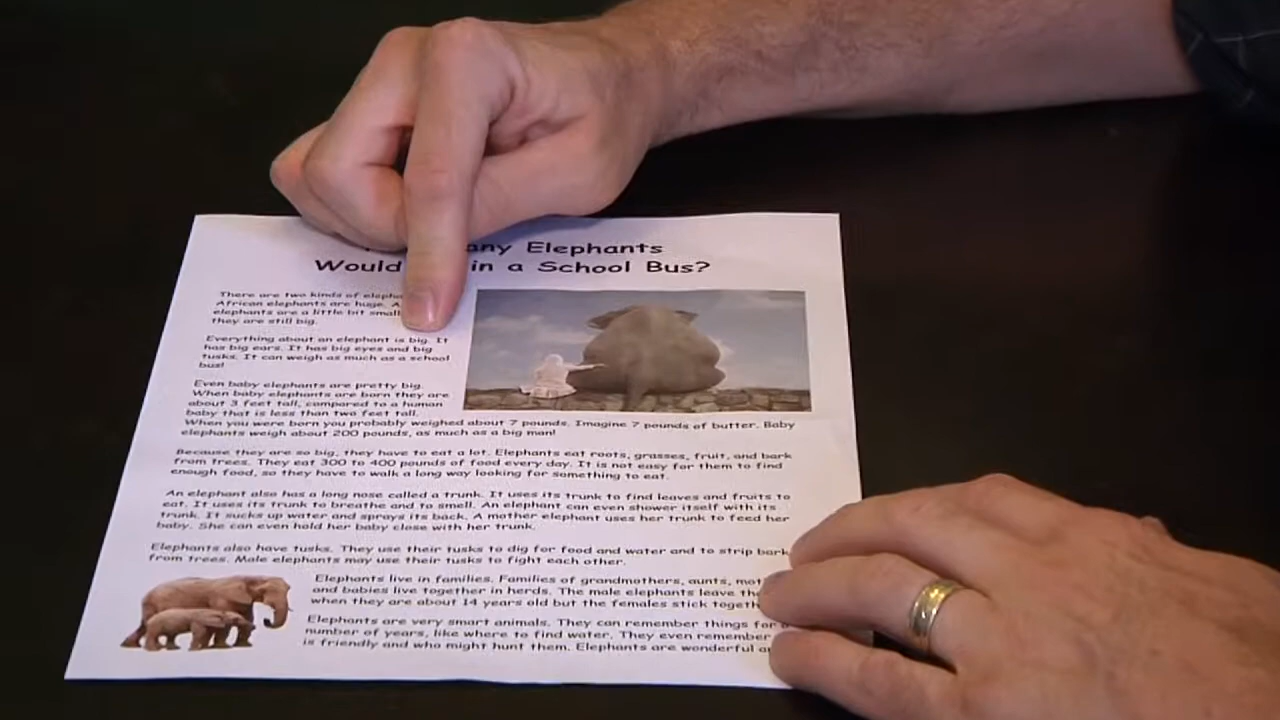 any Elephants
Would in a School Bus?
There are two kinds of
African elephants are huge.
elephants are a little bit
they are still big.
Everything about an elephant is big. It
has big ears. It has big eyes and big
tusks. It can weigh as much as a school
bus!
Even baby elephants are pretty big.
When baby elephants are born they are
about 3 feet tall, compared to a human
baby that is less than two feet tall.
When you were born you probably weighed about 7 pounds. Imagine 7 pounds of butter. Baby
elephants weigh about 200 pounds, as much as a big man!
Because they are so big, they have to eat a lot. Elephants eat roots, grasses, fruit, and bark
from trees. They eat 300 to 400 pounds of food every day. It is not easy for them to find
enough food, so they have to walk a long way looking for something to eat.
An elephant also has a long nose called a trunk. It uses its trunk to find leaves and fruits to
eat. It uses its trunk to breathe and to smell. An elephant can even shower itself with its
trunk. It sucks up water and sprays its back. A mother elephant uses her trunk to feed her
baby. She can even hold her baby close with her trunk.
Elephants also have tusks. They use their tusks to dig for food and water and to strip bark
from trees. Male elephants may use their tusks to fight each other.
Elephants live in families. Families of grandmothers, aunts,
and babies live together in herds. The male elephants leave
when they are about 14 years old but the females stick
Elephants are very smart animals. They can remember things for
number of years, like where to find water. They even remember
is friendly and who might hunt them. Elephants are wonderful